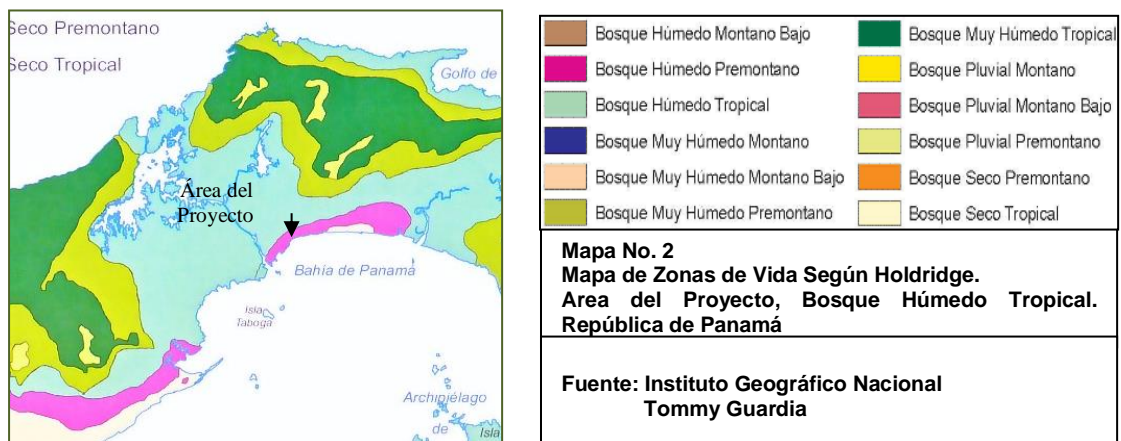 Seco Premontano
Seco Tropical
Golfo de
Área del
Proyecto
Bahía de Panamá
Isla
Taboga
Archipiélago
de
Isla
Bosque Húmedo Montano Bajo
Bosque Húmedo Premontano
Bosque Húmedo Tropical
Bosque Muy Húmedo Montano
Bosque Muy Húmedo Montano Bajo
Bosque Muy Húmedo Premontano
Bosque Muy Húmedo Tropical
Bosque Pluvial Montano
Bosque Pluvial Montano Bajo
Bosque Pluvial Premontano
Bosque Seco Premontano
Bosque Seco Tropical
Mapa No. 2
Mapa de Zonas de Vida Según Holdridge.
Area del Proyecto, Bosque Húmedo Tropical.
República de Panamá
Fuente: Instituto Geográfico Nacional
Tommy Guardia